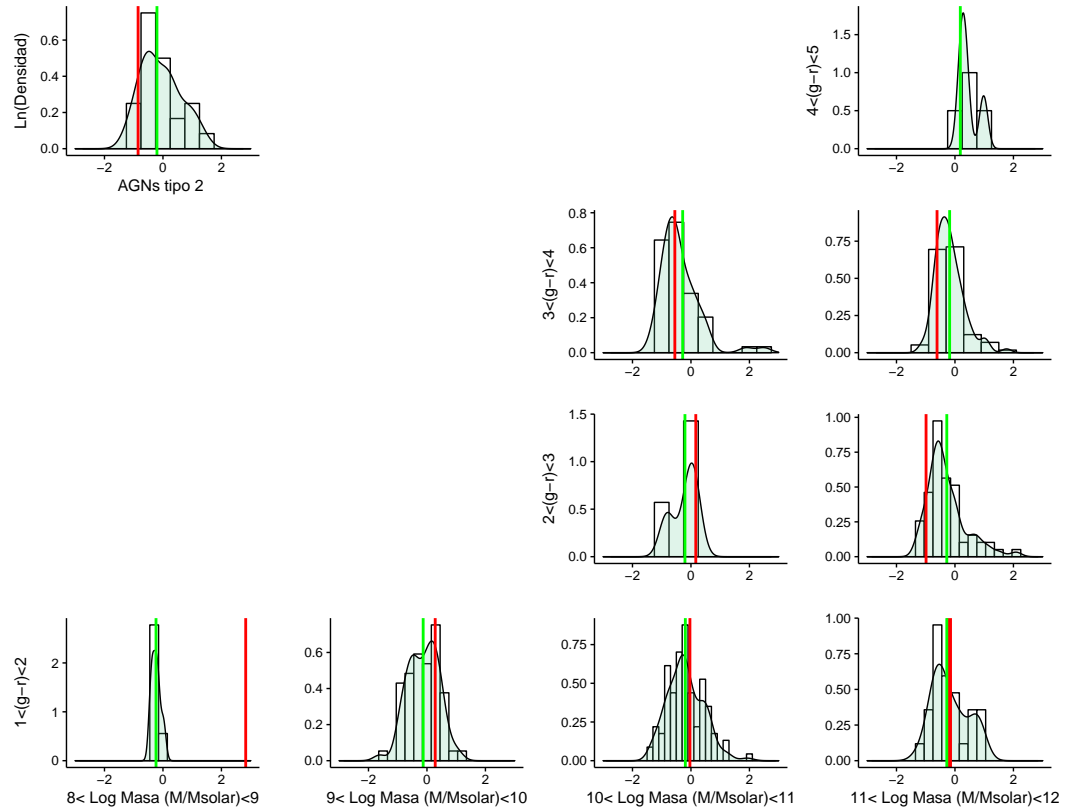 Ln(Densidad)
0.6
0.4
0.2
0.0
−2 0 2
AGNs tipo 2
4<(g−r)<5
1.5
1.0
0.5
0.0
−2 0 2
3<(g−r)<4
0.8
0.6
0.4
0.2
0.0
−2 0 2
0.75
0.50
0.25
0.00
−2 0 2
2<(g−r)<3
1.5
1.0
0.5
0.0
−2 0 2
1.00
0.75
0.50
0.25
0.00
−2 0 2
1<(g−r)<2
2
1
0
−2 0 2
8< Log Masa (M/Msolar)<9
0.6
0.4
0.2
0.0
−2 0 2
9< Log Masa (M/Msolar)<10
0.75
0.50
0.25
0.00
−2 0 2
10< Log Masa (M/Msolar)<11
1.00
0.75
0.50
0.25
0.00
−2 0 2
11< Log Masa (M/Msolar)<12